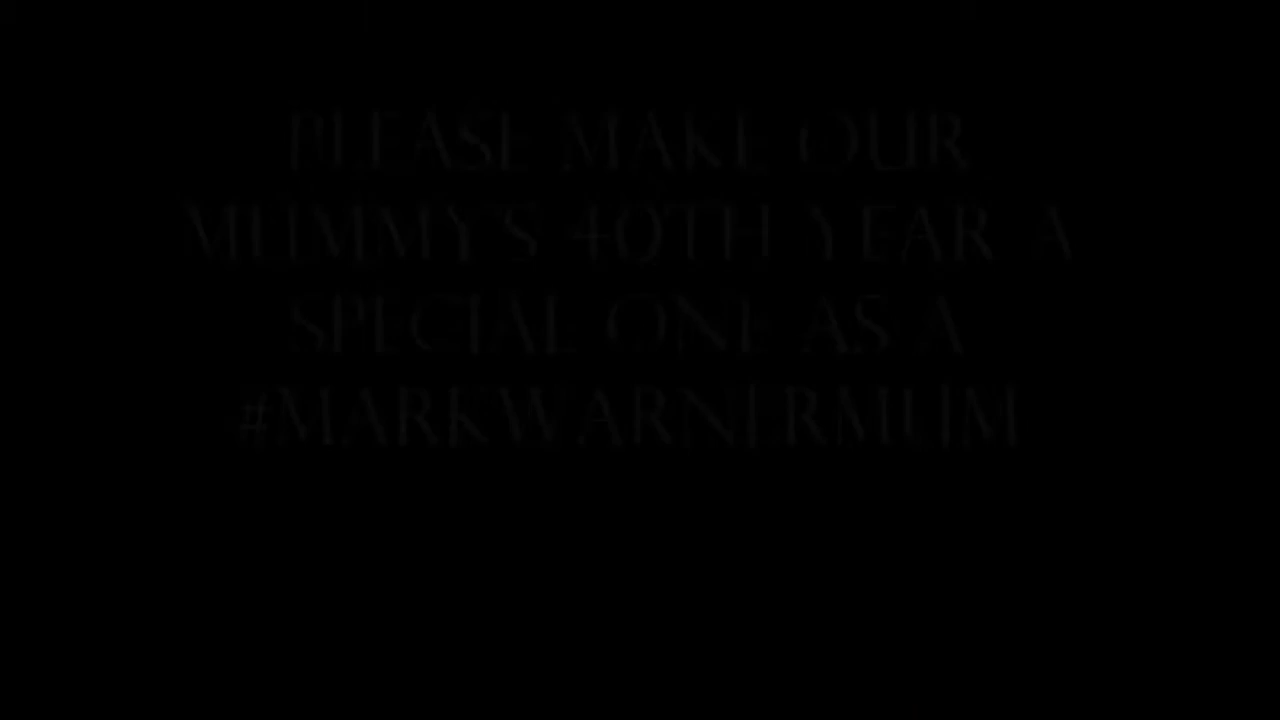 PLEASE MAKE OUR
MUMMY'S 40TH YEAR A
SPECIAL ONE AS A
#MARKWARNERMUM